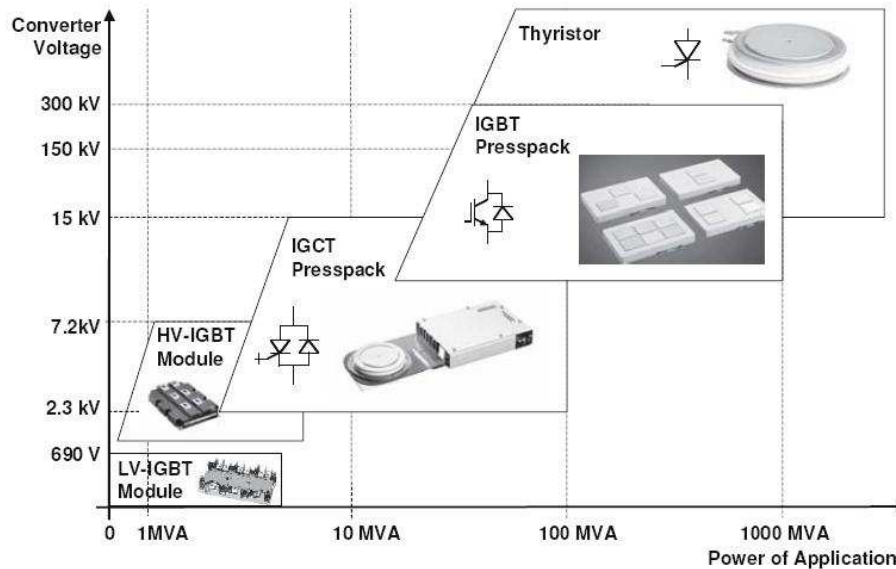 Converter
Voltage
Thyristor
300 kV
IGBT
Presspack
150 kV
15 kV
IGCT
Presspack
7.2kV
HV-IGBT
Module
2.3 kV
690 V
LV-IGBT
Module
0
1MVA
10 MVA
100 MVA
1000 MVA
Power of Application